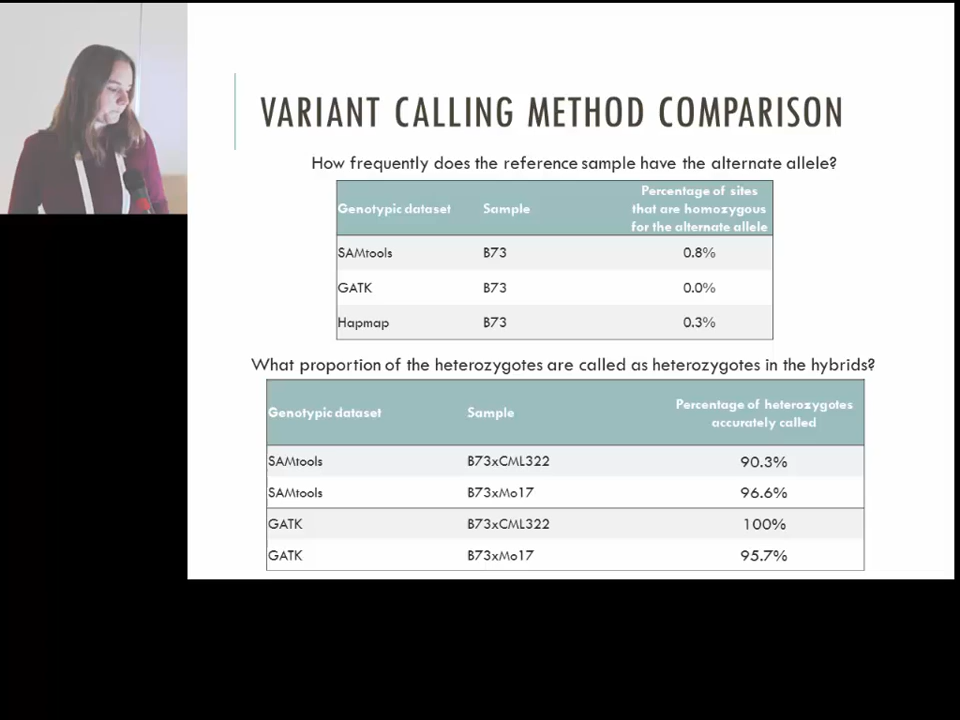 VARIANT CALLING METHOD COMPARISON
How frequently does the reference sample have the alternate allele?
Genotypic dataset Sample Percentage of sites that are homozygous for the alternate allele
SAMtools B73 0.8%
GATK B73 0.0%
Hapmap B73 0.3%
What proportion of the heterozygotes are called as heterozygotes in the hybrids?
Genotypic dataset Sample Percentage of heterozygotes accurately called
SAMtools B73xCML322 90.3%
SAMtools B73xMo17 96.6%
GATK B73xCML322 100%
GATK B73xMo17 95.7%